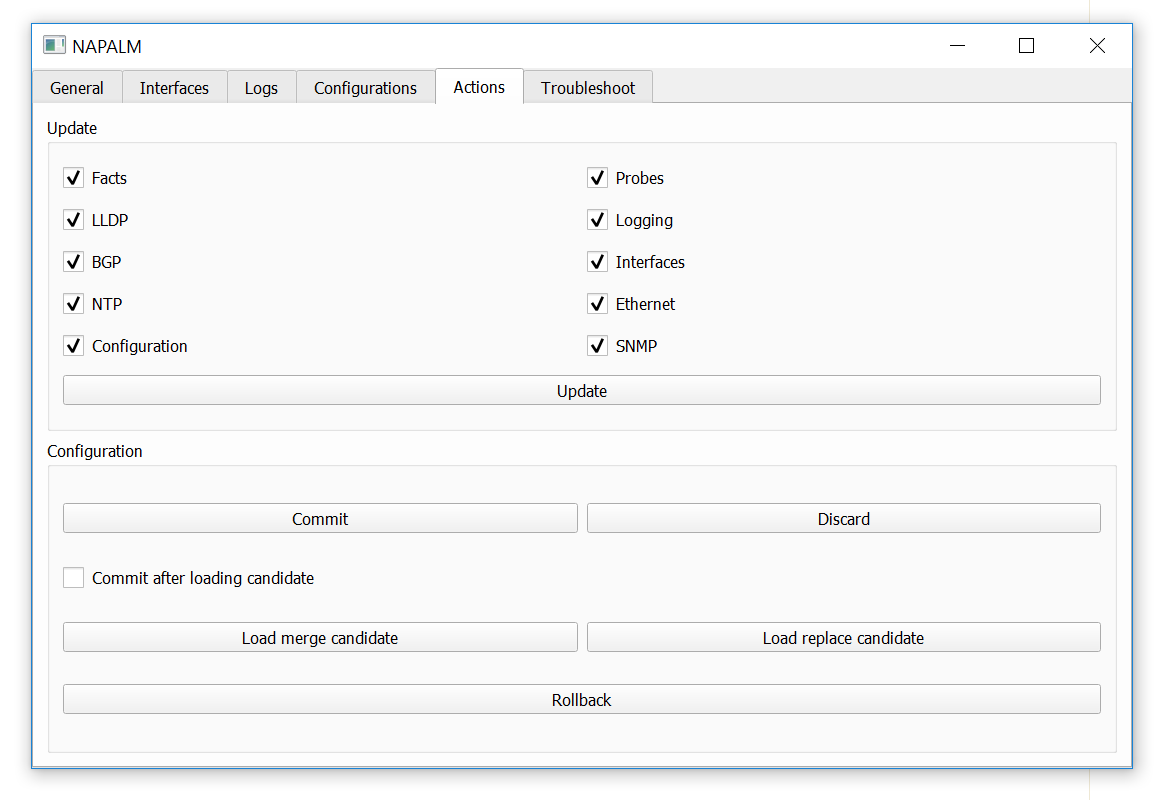 NAPALM
General Interfaces Logs Configurations Actions Troubleshoot
Update
Facts Probes
LLDP Logging
BGP Interfaces
NTP Ethernet
Configuration SNMP
Update
Configuration
Commit Discard
Commit after loading candidate
Load merge candidate Load replace candidate
Rollback